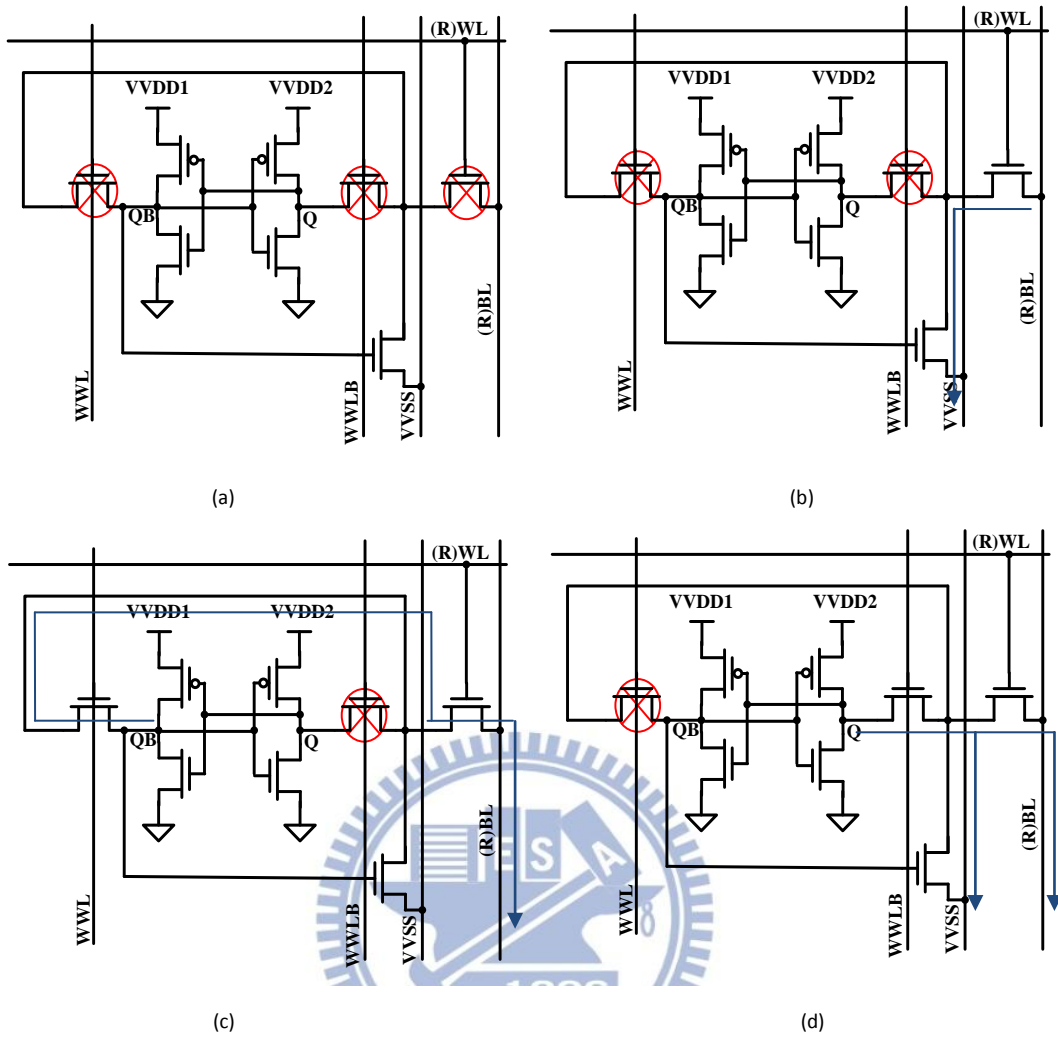 (R)WL
VVDD1 VVDD2
QB Q
(R)BL
WWL
WWLB
VVSS
(a)
(R)WL
VVDD1 VVDD2
QB Q
(R)BL
WWL
WWLB
VVSS
(b)
(R)WL
VVDD1 VVDD2
QB Q
(R)BL
WWL
WWLB
VVSS
(c)
(R)WL
VVDD1 VVDD2
QB Q
(R)BL
WWL
WWLB
VVSS
(d)
E S A
8